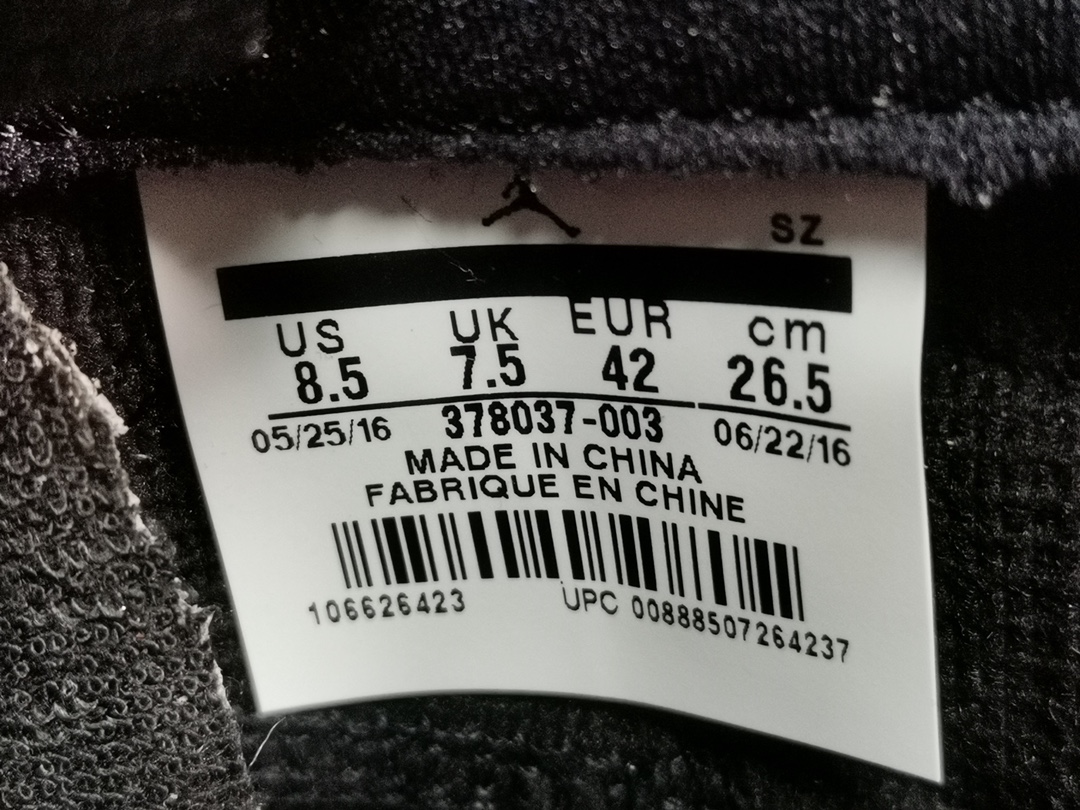 SZ
US UK EUR cm
8.5 7.5 42 26.5
05/25/16 378037-003 06/22/16
MADE IN CHINA
FABRIQUE EN CHINE
106626423 UPC 00888507264237